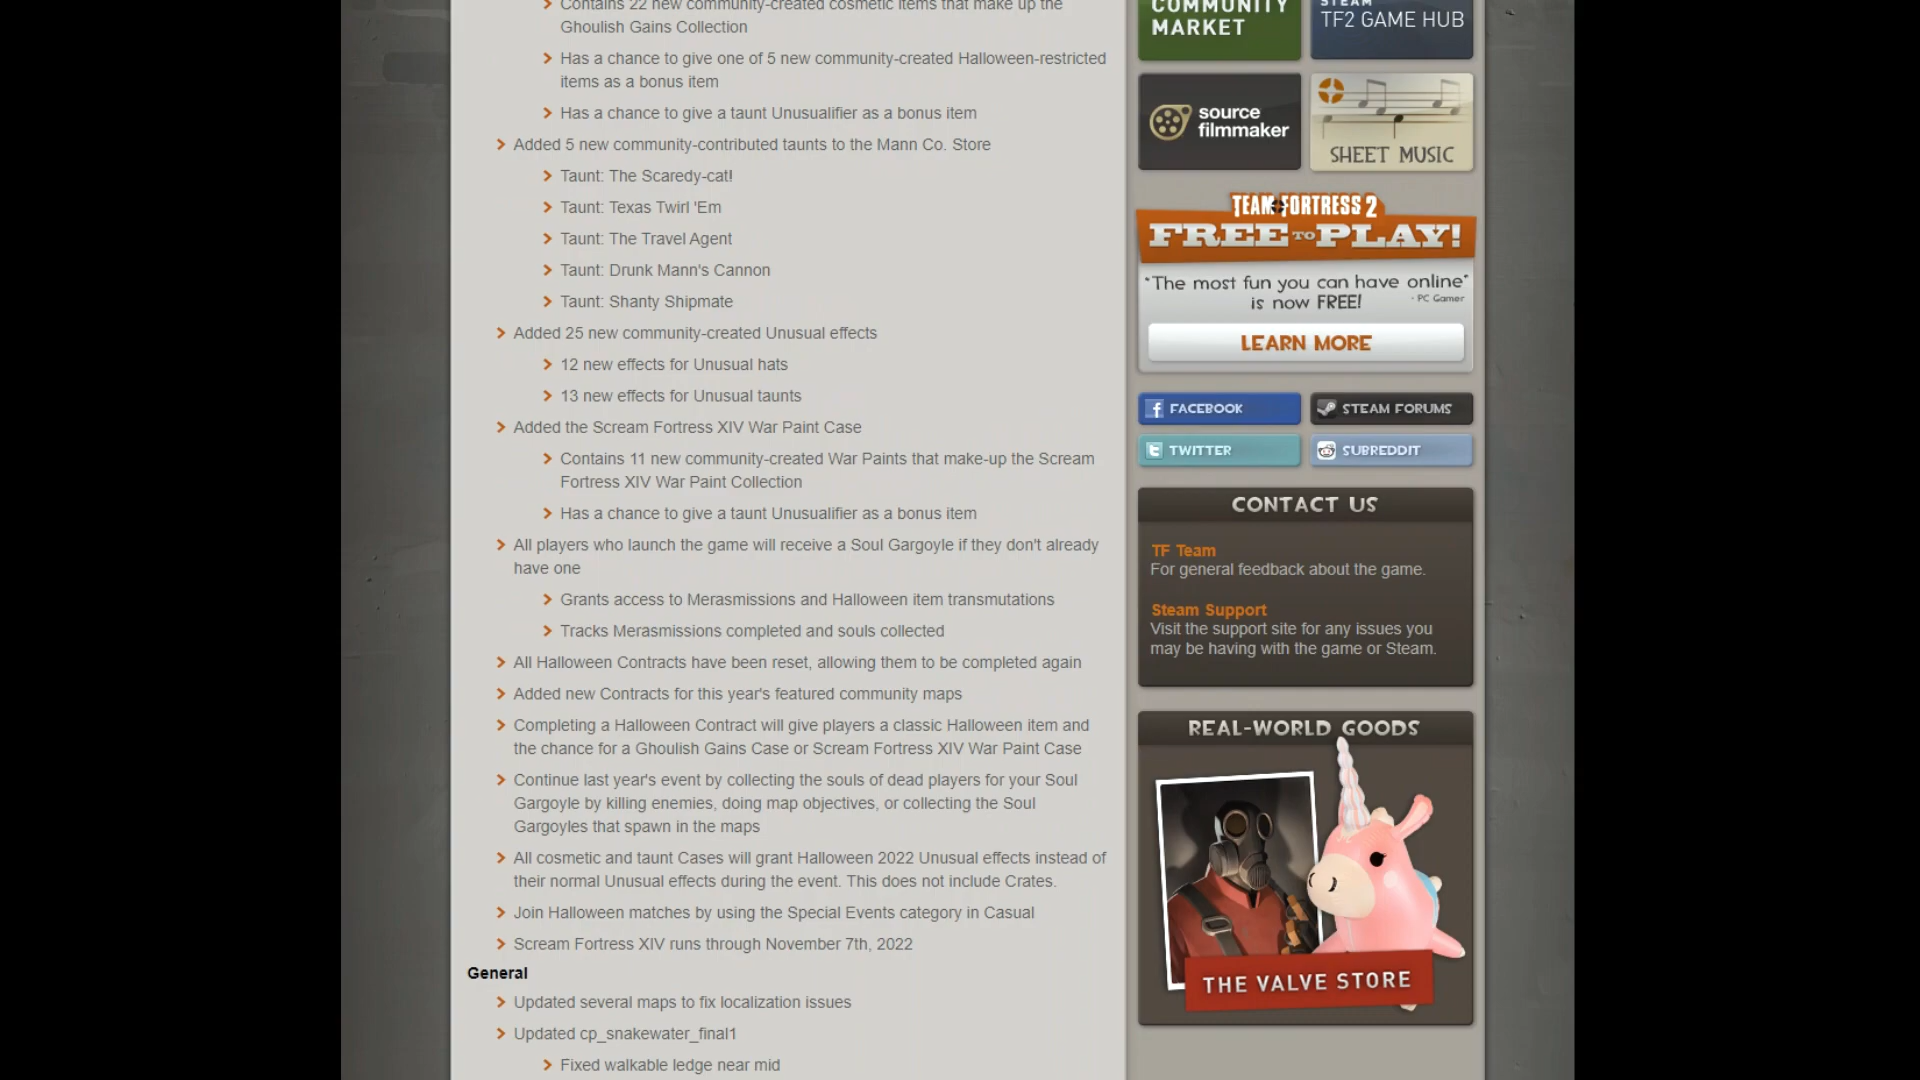 Contains 22 new community-created cosmetic items that make up the
Ghoulish Gains Collection
Has a chance to give one of 5 new community-created Halloween-restricted
items as a bonus item
Has a chance to give a taunt Unusualifier as a bonus item
Added 5 new community-contributed taunts to the Mann Co. Store
Taunt: The Scaredy-cat!
Taunt: Texas Twirl 'Em
Taunt: The Travel Agent
Taunt: Drunk Mann's Cannon
Taunt: Shanty Shipmate
Added 25 new community-created Unusual effects
12 new effects for Unusual hats
13 new effects for Unusual taunts
Added the Scream Fortress XIV War Paint Case
Contains 11 new community-created War Paints that make-up the Scream
Fortress XIV War Paint Collection
Has a chance to give a taunt Unusualifier as a bonus item
All players who launch the game will receive a Soul Gargoyle if they don't already
have one
Grants access to Merasmissions and Halloween item transmutations
Tracks Merasmissions completed and souls collected
All Halloween Contracts have been reset, allowing them to be completed again
Added new Contracts for this year's featured community maps
Completing a Halloween Contract will give players a classic Halloween item and
the chance for a Ghoulish Gains Case or Scream Fortress XIV War Paint Case
Continue last year's event by collecting the souls of dead players for your Soul
Gargoyle by killing enemies, doing map objectives, or collecting the Soul
Gargoyles that spawn in the maps
All cosmetic and taunt Cases will grant Halloween 2022 Unusual effects instead of
their normal Unusual effects during the event. This does not include Crates.
Join Halloween matches by using the Special Events category in Casual
Scream Fortress XIV runs through November 7th, 2022
General
Updated several maps to fix localization issues
Updated cp_snakewater_final1
Fixed walkable ledge near mid
COMMUNITY
MARKET
STEAM
TF2 GAME HUB
source
filmmaker
SHEET MUSIC
TEAM FORTRESS 2
FREE TO PLAY!
"The most fun you can have online"
is now FREE! - PC Gamer
LEARN MORE
FACEBOOK
STEAM FORUMS
TWITTER
SUBREDDIT
CONTACT US
TF Team
For general feedback about the game.
Steam Support
Visit the support site for any issues you
may be having with the game or Steam.
REAL-WORLD GOODS
THE VALVE STORE